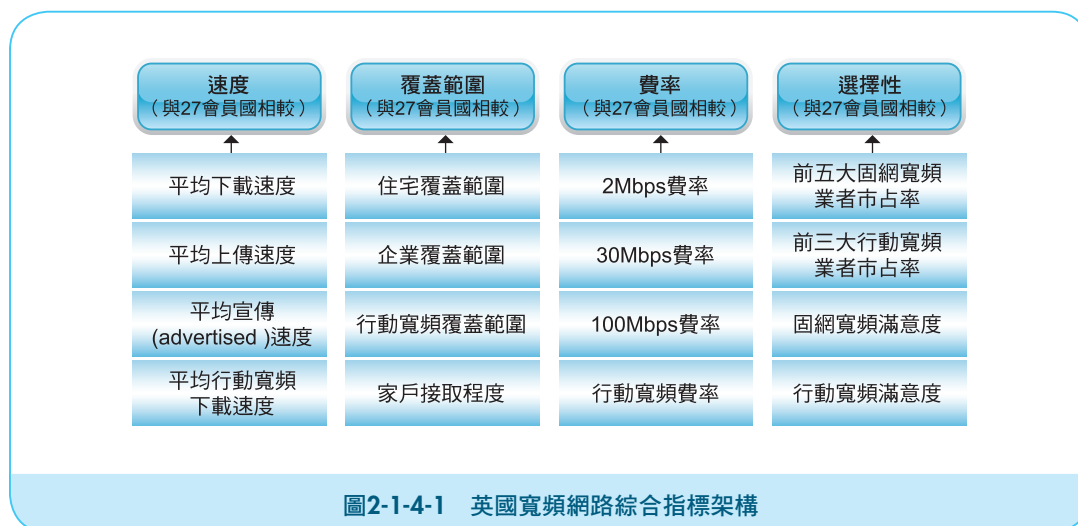 速度
（與27會員國相較）
覆蓋範圍
（與27會員國相較）
費率
（與27會員國相較）
選擇性
（與27會員國相較）
平均下載速度
住宅覆蓋範圍
2Mbps費率
前五大固網寬頻
業者市占率
平均上傳速度
企業覆蓋範圍
30Mbps費率
前三大行動寬頻
業者市占率
平均宣傳
(advertised )速度
行動寬頻覆蓋範圍
100Mbps費率
固網寬頻滿意度
平均行動寬頻
下載速度
家戶接取程度
行動寬頻費率
行動寬頻滿意度
圖2-1-4-1 英國寬頻網路綜合指標架構